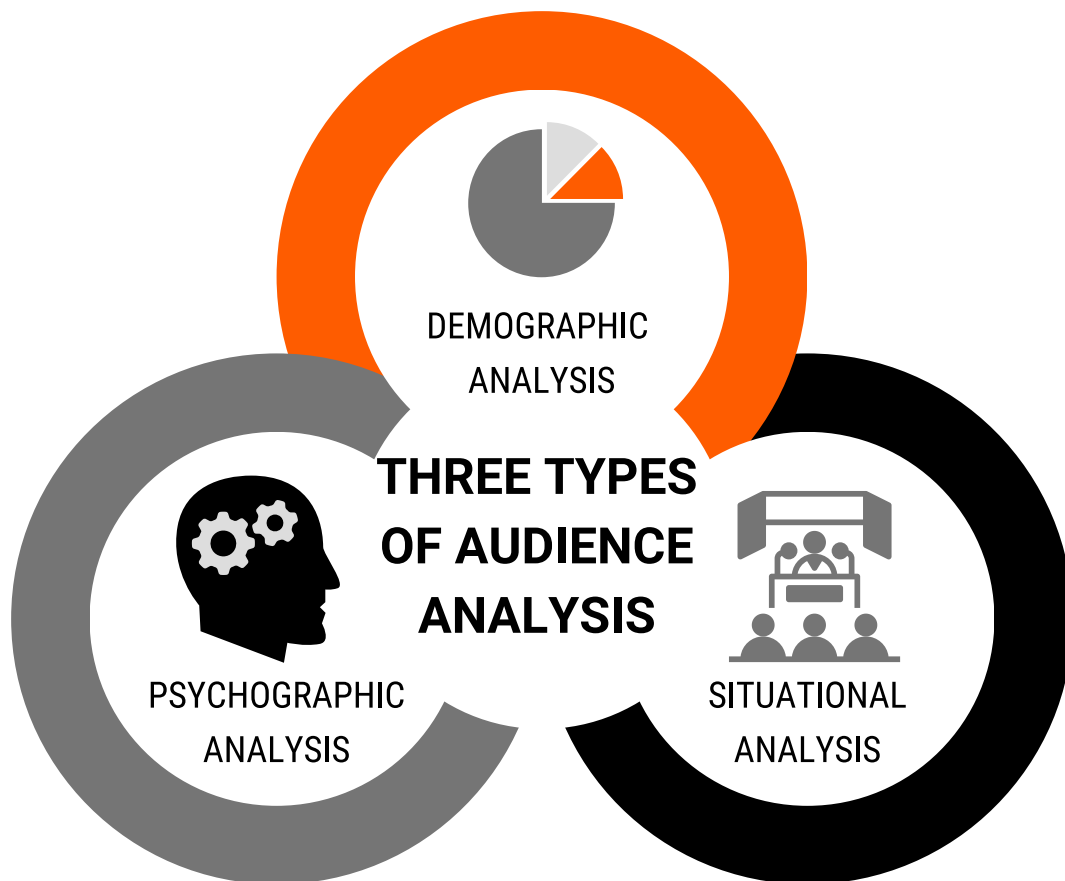 DEMOGRAPHIC
ANALYSIS
THREE TYPES
OF AUDIENCE
ANALYSIS
PSYCHOGRAPHIC
ANALYSIS
SITUATIONAL
ANALYSIS